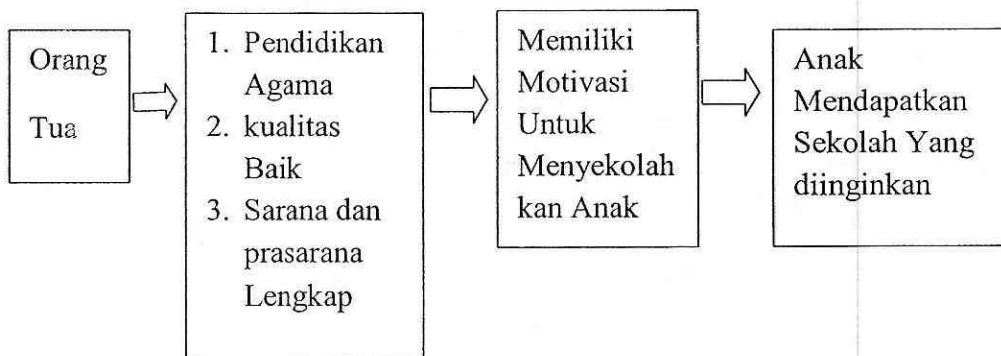 Orang
Tua
1. Pendidikan
Agama
2. kualitas
Baik
3. Sarana dan
prasarana
Lengkap
Memiliki
Motivasi
Untuk
Menyekolah
kan Anak
Anak
Mendapatkan
Sekolah Yang
diinginkan